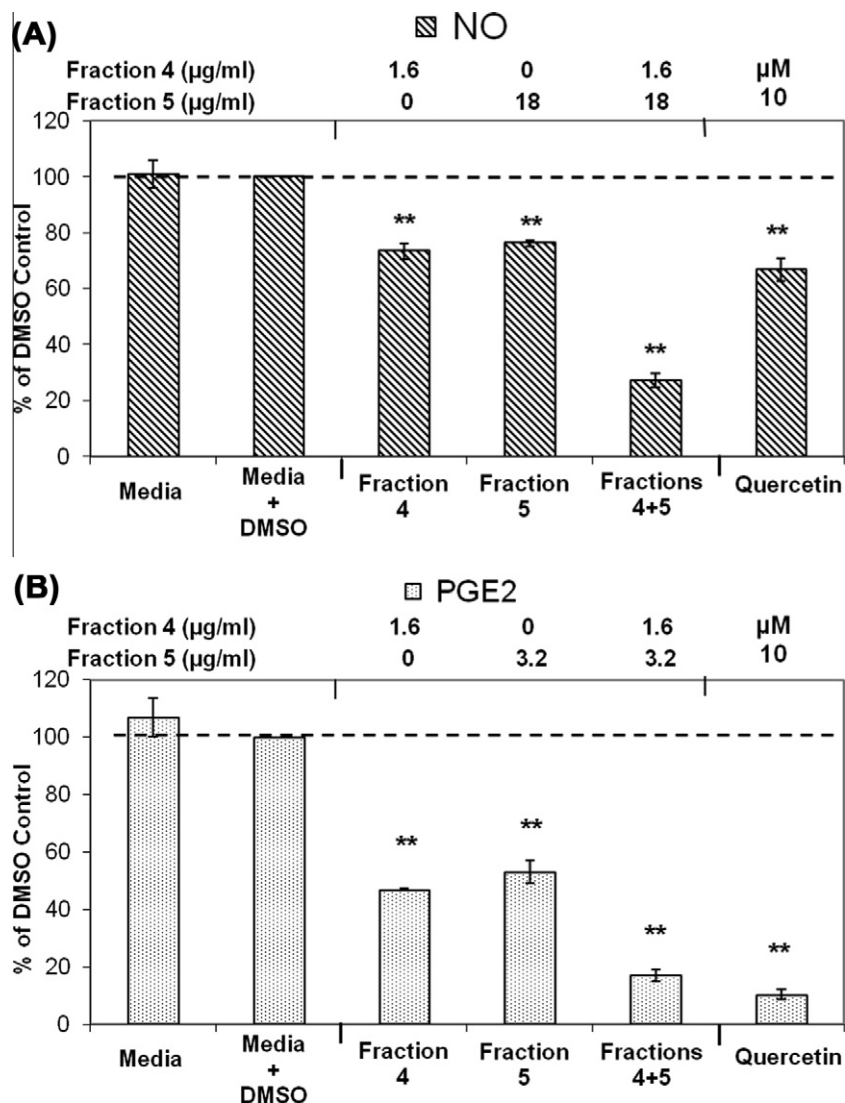 (A)
NO
Fraction 4 (µg/ml) 1.6 0 1.6 µM
Fraction 5 (µg/ml) 0 18 18 10
120
100
80
60
40
20
0
% of DMSO Control
** ** ** **
Media Media + DMSO Fraction 4 Fraction 5 Fractions 4+5 Quercetin
(B)
PGE2
Fraction 4 (µg/ml) 1.6 0 1.6 µM
Fraction 5 (µg/ml) 0 3.2 3.2 10
120
100
80
60
40
20
0
% of DMSO Control
** ** ** **
Media Media + DMSO Fraction 4 Fraction 5 Fractions 4+5 Quercetin